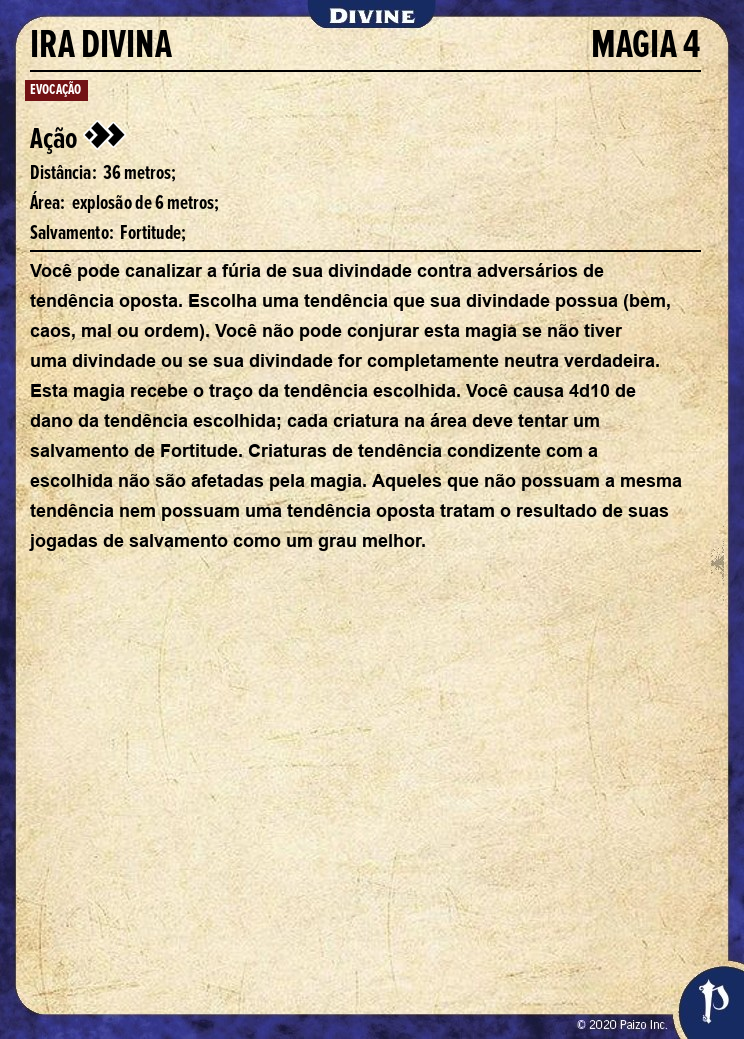 DIVINE
IRA DIVINA MAGIA 4
EVOCAÇÃO
Ação
Distância: 36 metros;
Área: explosão de 6 metros;
Salvamento: Fortitude;
Você pode canalizar a fúria de sua divindade contra adversários de
tendência oposta. Escolha uma tendência que sua divindade possua (bem,
caos, mal ou ordem). Você não pode conjurar esta magia se não tiver
uma divindade ou se sua divindade for completamente neutra verdadeira.
Esta magia recebe o traço da tendência escolhida. Você causa 4d10 de
dano da tendência escolhida; cada criatura na área deve tentar um
salvamento de Fortitude. Criaturas de tendência condizente com a
escolhida não são afetadas pela magia. Aqueles que não possuam a mesma
tendência nem possuam uma tendência oposta tratam o resultado de suas
jogadas de salvamento como um grau melhor.
© 2020 Paizo Inc.
P